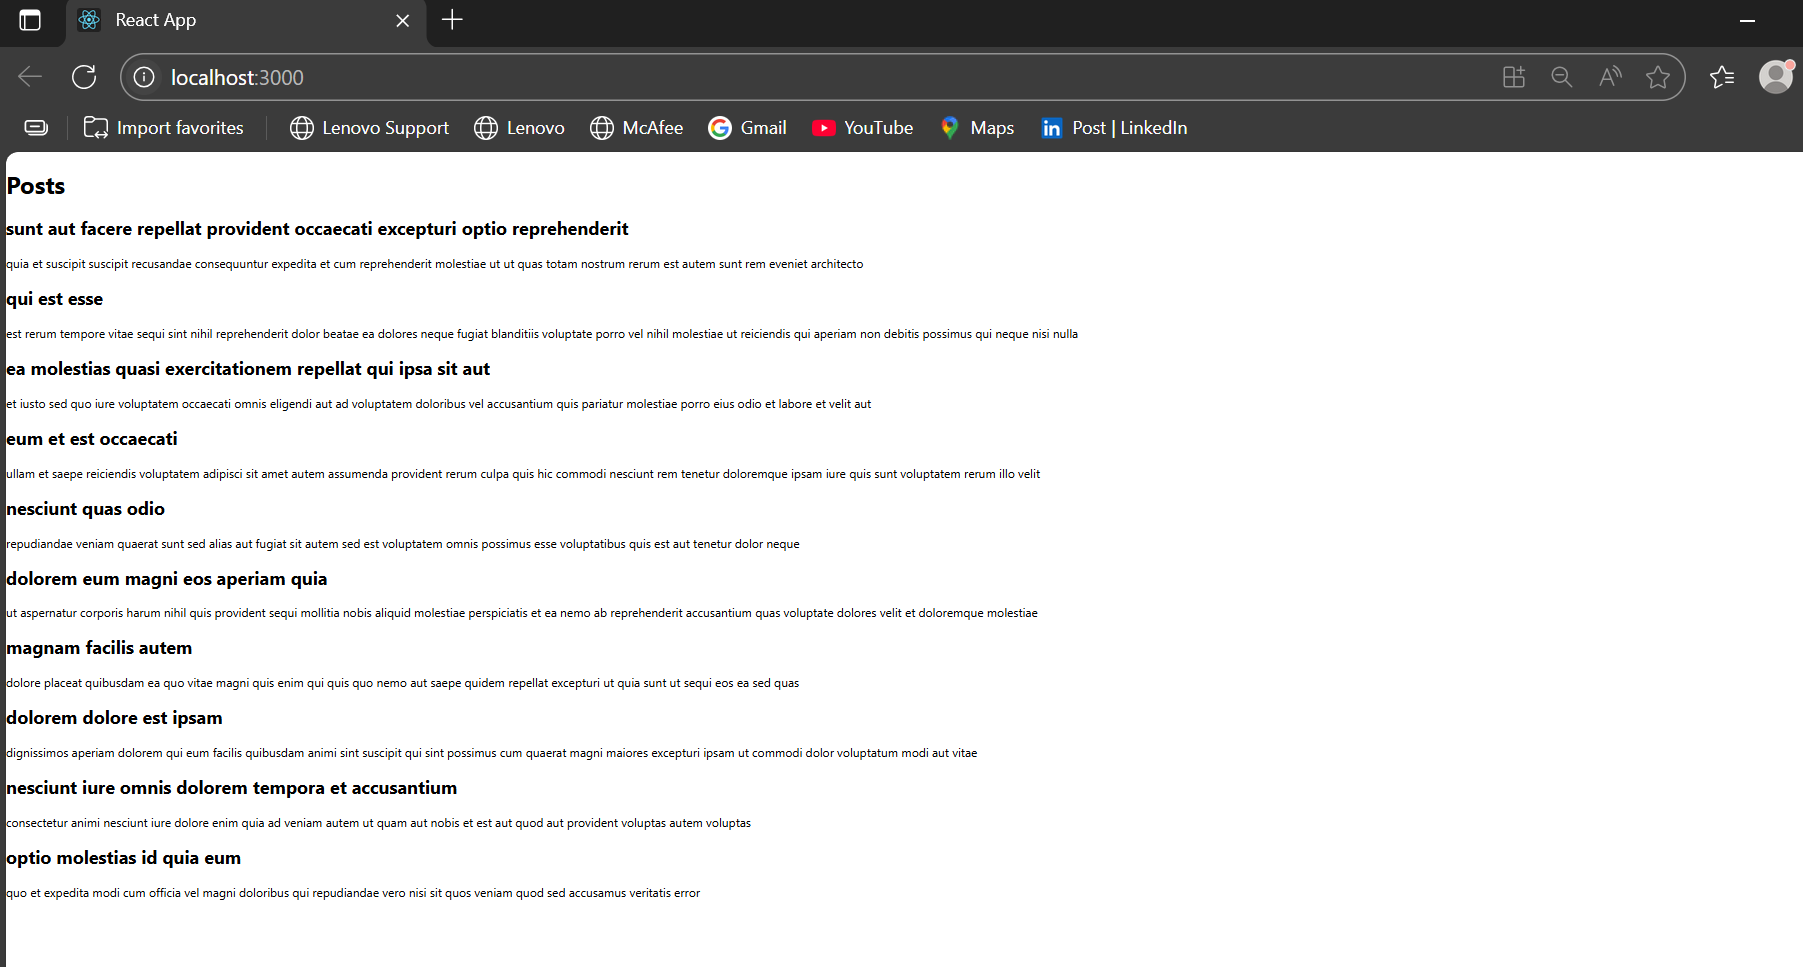 React App
localhost:3000
Import favorites Lenovo Support Lenovo McAfee Gmail YouTube Maps Post | LinkedIn
Posts
sunt aut facere repellat provident occaecati excepturi optio reprehenderit
quia et suscipit suscipit recusandae consequuntur expedita et cum reprehenderit molestiae ut ut quas totam nostrum rerum est autem sunt rem eveniet architecto
qui est esse
est rerum tempore vitae sequi sint nihil reprehenderit dolor beatae ea dolores neque fugiat blanditiis voluptate porro vel nihil molestiae ut reiciendis qui aperiam non debitis possimus qui neque nisi nulla
ea molestias quasi exercitationem repellat qui ipsa sit aut
et iusto sed quo iure voluptatem occaecati omnis eligendi aut ad voluptatem doloribus vel accusantium quis pariatur molestiae porro eius odio et labore et velit aut
eum et est occaecati
ullam et saepe reiciendis voluptatem adipisci sit amet autem assumenda provident rerum culpa quis hic commodi nesciunt rem tenetur doloremque ipsam iure quis sunt voluptatem rerum illo velit
nesciunt quas odio
repudiandae veniam quaerat sunt sed alias aut fugiat sit autem sed est voluptatem omnis possimus esse voluptatibus quis est aut tenetur dolor neque
dolorem eum magni eos aperiam quia
ut aspernatur corporis harum nihil quis provident sequi mollitia nobis aliquid molestiae perspiciatis et ea nemo ab reprehenderit accusantium quas voluptate dolores velit et doloremque molestiae
magnam facilis autem
dolore placeat quibusdam ea quo vitae magni quis enim qui quis quo nemo aut saepe quidem repellat excepturi ut quia sunt ut sequi eos ea sed quas
dolorem dolore est ipsam
dignissimos aperiam dolorem qui eum facilis quibusdam animi sint suscipit qui sint possimus cum quaerat magni maiores excepturi ipsam ut commodi dolor voluptatum modi aut vitae
nesciunt iure omnis dolorem tempora et accusantium
consectetur animi nesciunt iure dolore enim quia ad veniam autem ut quam aut nobis et est aut quod aut provident voluptas autem voluptas
optio molestias id quia eum
quo et expedita modi cum officia vel magni doloribus qui repudiandae vero nisi sit quos veniam quod sed accusamus veritatis error